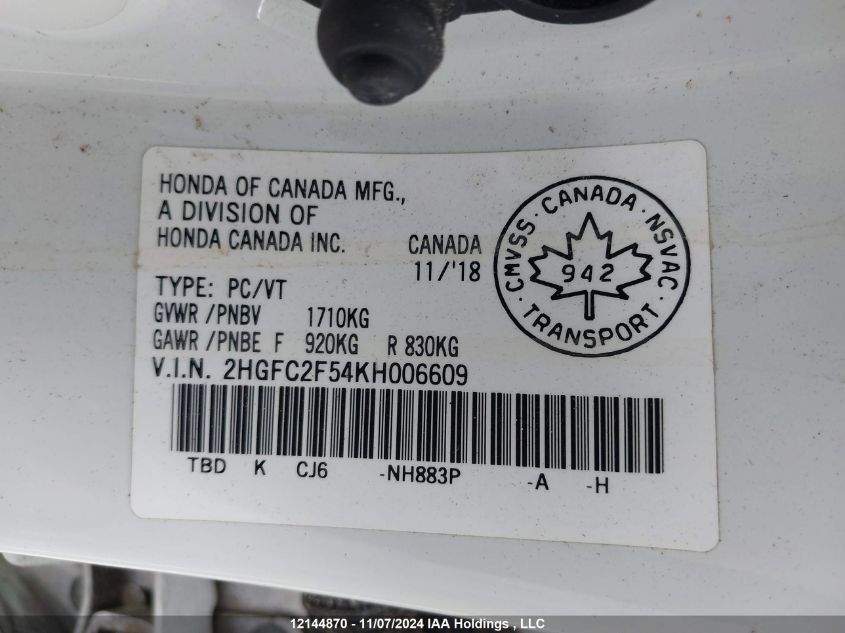 HONDA OF CANADA MFG.,
A DIVISION OF
HONDA CANADA INC. CANADA
11/'18
TYPE: PC/VT
GVWR /PNBV 1710KG
GAWR /PNBE F 920KG R 830KG
V.I.N. 2HGFC2F54KH006609
TBD K CJ6 -NH883P -A -H
CMVSS · CANADA · NSVAC
942
· TRANSPORT ·
12144870 - 11/07/2024 IAA Holdings , LLC